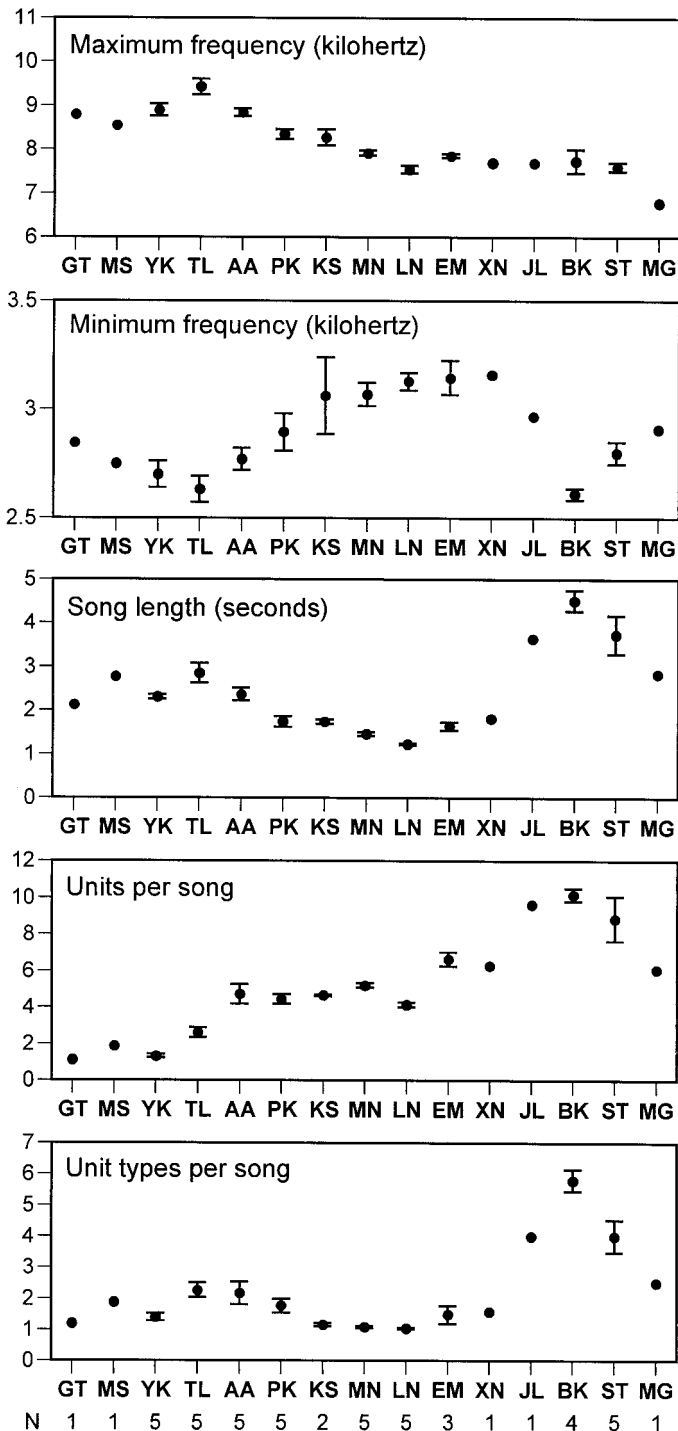 11
Maximum frequency (kilohertz)
10
9
8
7
6
GT MS YK TL AA PK KS MN LN EM XN JL BK ST MG
3.5
Minimum frequency (kilohertz)
3
2.5
GT MS YK TL AA PK KS MN LN EM XN JL BK ST MG
5
Song length (seconds)
4
3
2
1
0
GT MS YK TL AA PK KS MN LN EM XN JL BK ST MG
12
Units per song
10
8
6
4
2
0
GT MS YK TL AA PK KS MN LN EM XN JL BK ST MG
7
Unit types per song
6
5
4
3
2
1
0
GT MS YK TL AA PK KS MN LN EM XN JL BK ST MG
N 1 1 5 5 5 5 2 5 5 3 1 1 4 5 1